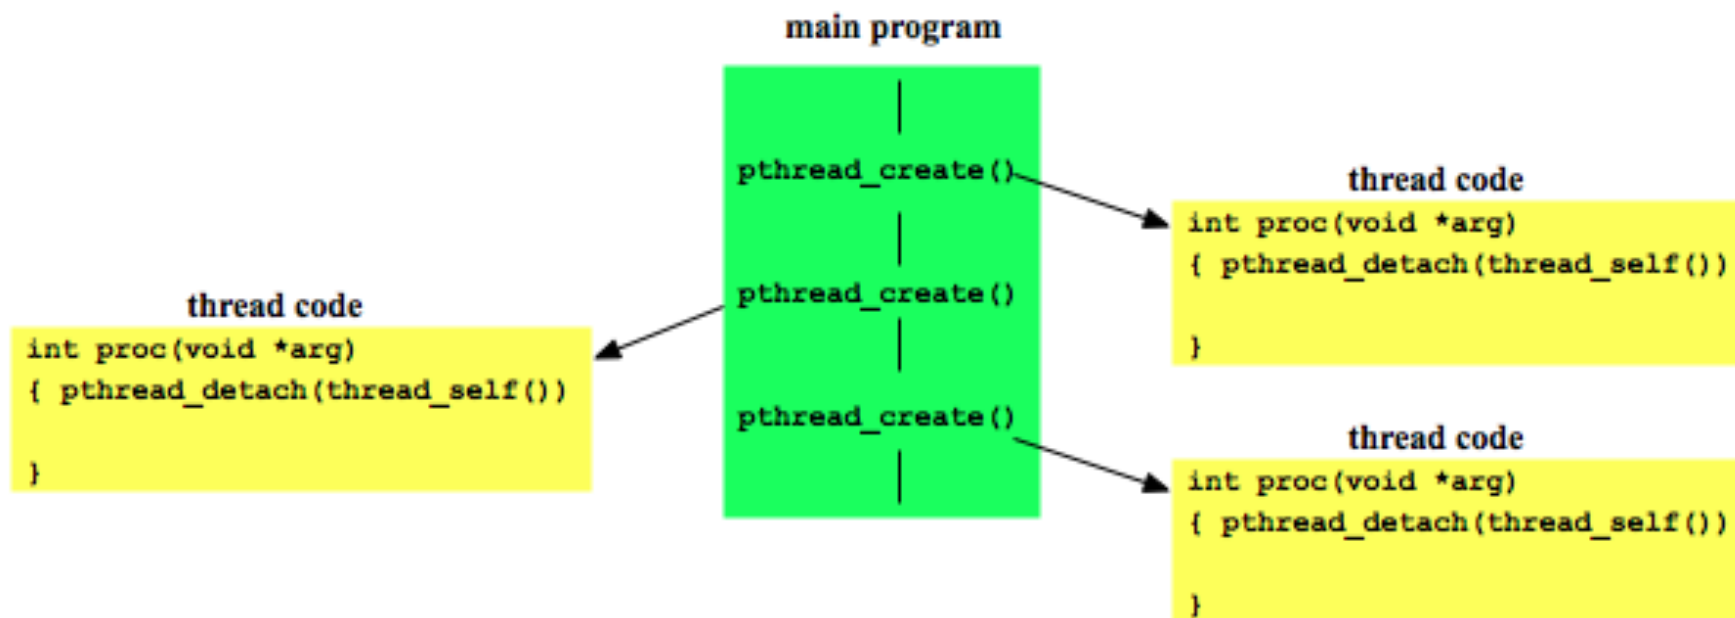 main program
pthread_create()
thread code
int proc(void *arg)
{ pthread_detach(thread_self())
}
pthread_create()
thread code
int proc(void *arg)
{ pthread_detach(thread_self())
}
pthread_create()
thread code
int proc(void *arg)
{ pthread_detach(thread_self())
}